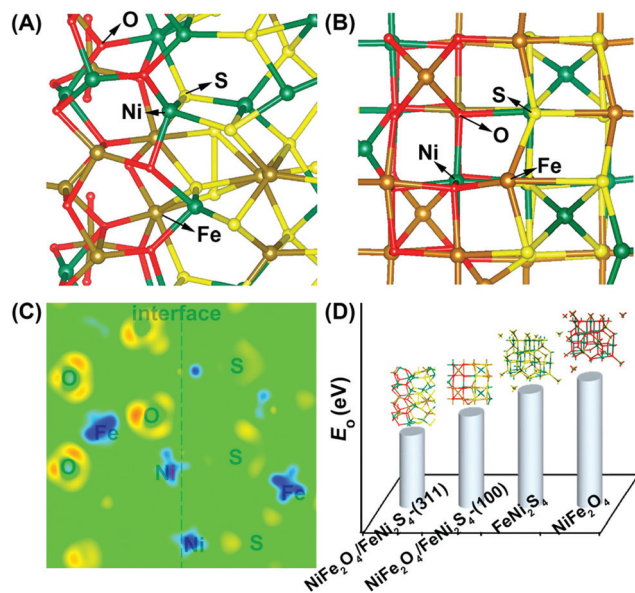 (A)
O
S
Ni
Fe
(B)
S
O
Ni
Fe
(C)
interface
O
S
O
Fe
O
Ni
S
Fe
Ni
S
(D)
Eₒ (eV)
NiFe₂O₄/FeNi₂S₄-(311)
NiFe₂O₄/FeNi₂S₄-(100)
FeNi₂S₄
NiFe₂O₄